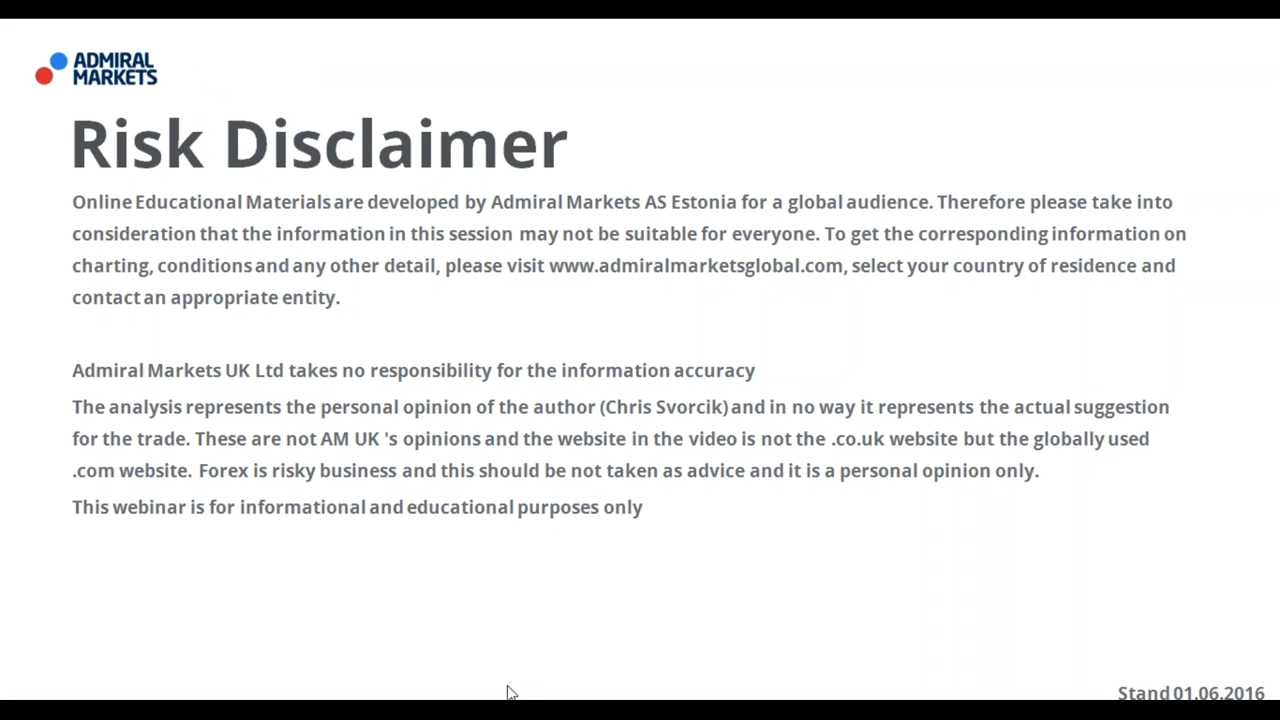 ADMIRAL
MARKETS
Risk Disclaimer
Online Educational Materials are developed by Admiral Markets AS Estonia for a global audience. Therefore please take into
consideration that the information in this session may not be suitable for everyone. To get the corresponding information on
charting, conditions and any other detail, please visit www.admiralmarketsglobal.com, select your country of residence and
contact an appropriate entity.
Admiral Markets UK Ltd takes no responsibility for the information accuracy
The analysis represents the personal opinion of the author (Chris Svorcik) and in no way it represents the actual suggestion
for the trade. These are not AM UK 's opinions and the website in the video is not the .co.uk website but the globally used
.com website. Forex is risky business and this should be not taken as advice and it is a personal opinion only.
This webinar is for informational and educational purposes only
Stand 01.06.2016